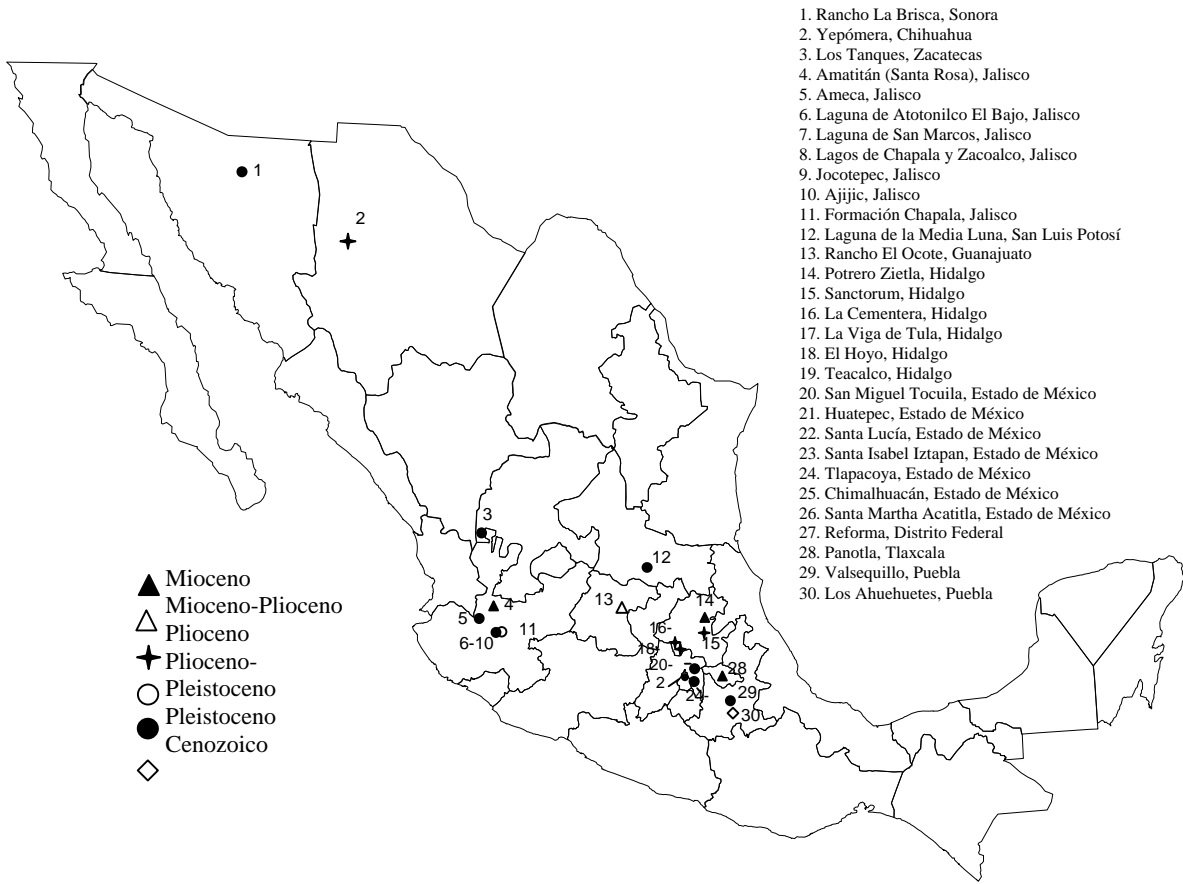 1. Rancho La Brisca, Sonora
2. Yepómera, Chihuahua
3. Los Tanques, Zacatecas
4. Amatitán (Santa Rosa), Jalisco
5. Ameca, Jalisco
6. Laguna de Atotonilco El Bajo, Jalisco
7. Laguna de San Marcos, Jalisco
8. Lagos de Chapala y Zacoalco, Jalisco
9. Jocotepec, Jalisco
10. Ajijic, Jalisco
11. Formación Chapala, Jalisco
12. Laguna de la Media Luna, San Luis Potosí
13. Rancho El Ocote, Guanajuato
14. Potrero Zietla, Hidalgo
15. Sanctorum, Hidalgo
16. La Cementera, Hidalgo
17. La Viga de Tula, Hidalgo
18. El Hoyo, Hidalgo
19. Teacalco, Hidalgo
20. San Miguel Tocuila, Estado de México
21. Huatepec, Estado de México
22. Santa Lucía, Estado de México
23. Santa Isabel Iztapan, Estado de México
24. Tlapacoya, Estado de México
25. Chimalhuacán, Estado de México
26. Santa Martha Acatitla, Estado de México
27. Reforma, Distrito Federal
28. Panotla, Tlaxcala
29. Valsequillo, Puebla
30. Los Ahuehuetes, Puebla
1
2
3
12
4
13
14
5
6-10
11
16-
15
18-
20-
28
2
24-
29
30
Mioceno
Mioceno-Plioceno
Plioceno
Plioceno-
Pleistoceno
Pleistoceno
Cenozoico